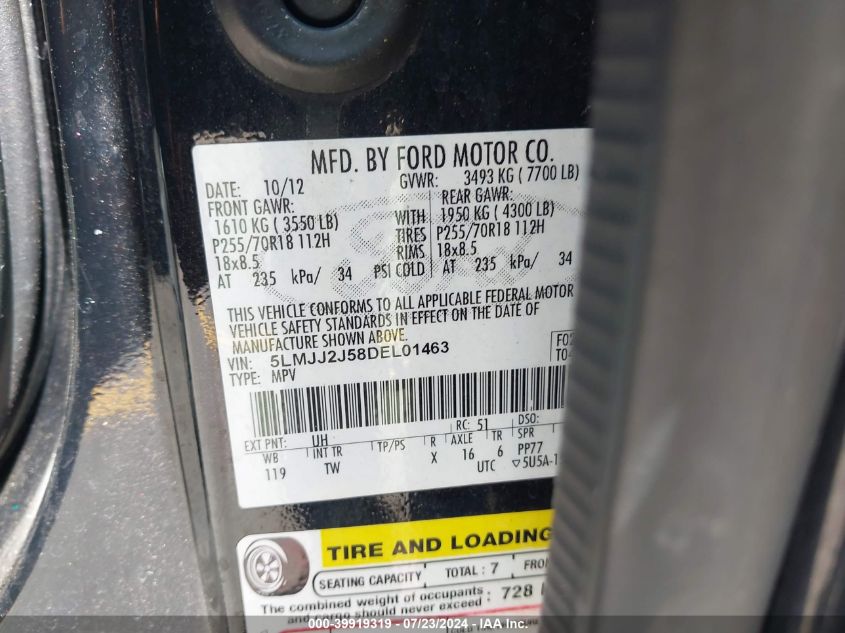 MFD. BY FORD MOTOR CO.
DATE: 10/12 GVWR: 3493 KG ( 7700 LB)
FRONT GAWR: REAR GAWR:
1610 KG ( 3550 LB) WITH 1950 KG ( 4300 LB)
P255/70R18 112H TIRES P255/70R18 112H
18x8.5 RIMS 18x8.5
AT 235 kPa/ 34 PSI COLD AT 235 kPa/ 34
THIS VEHICLE CONFORMS TO ALL APPLICABLE FEDERAL MOTOR
VEHICLE SAFETY STANDARDS IN EFFECT ON THE DATE OF
MANUFACTURE SHOWN ABOVE.
VIN: 5LMJJ2J58DEL01463
TYPE: MPV
RC: 51 DSO:
EXT PNT: UH
WB INT TR TP/PS R AXLE TR SPR
119 TW X 16 6 PP77
UTC ▽5U5A-1
TIRE AND LOADING
SEATING CAPACITY TOTAL : 7
The combined weight of occupants
and cargo should never exceed : 728
000-39919319 - 07/23/2024 - IAAI.com